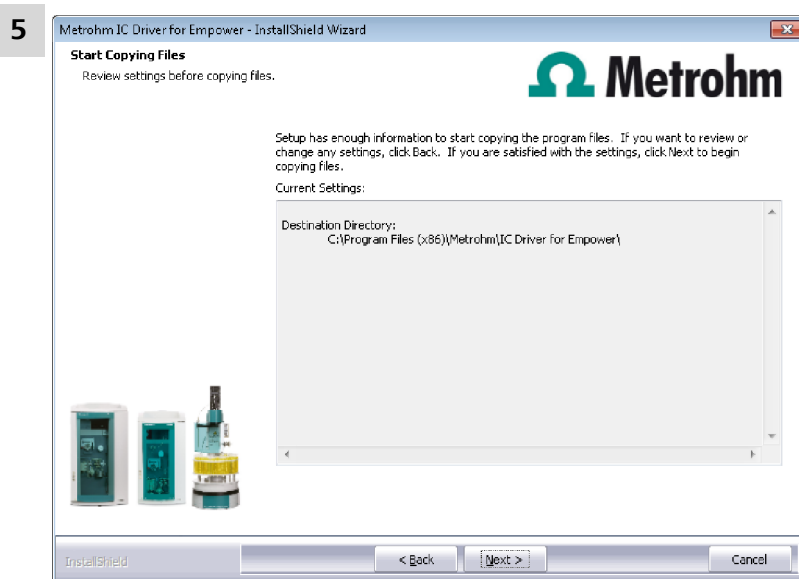 5
Metrohm IC Driver for Empower - InstallShield Wizard
Start Copying Files
Review settings before copying files.
Metrohm
Setup has enough information to start copying the program files. If you want to review or
change any settings, click Back. If you are satisfied with the settings, click Next to begin
copying files.
Current Settings:
Destination Directory:
C:\Program Files (x86)\Metrohm\IC Driver for Empower\
InstallShield
< Back
Next >
Cancel